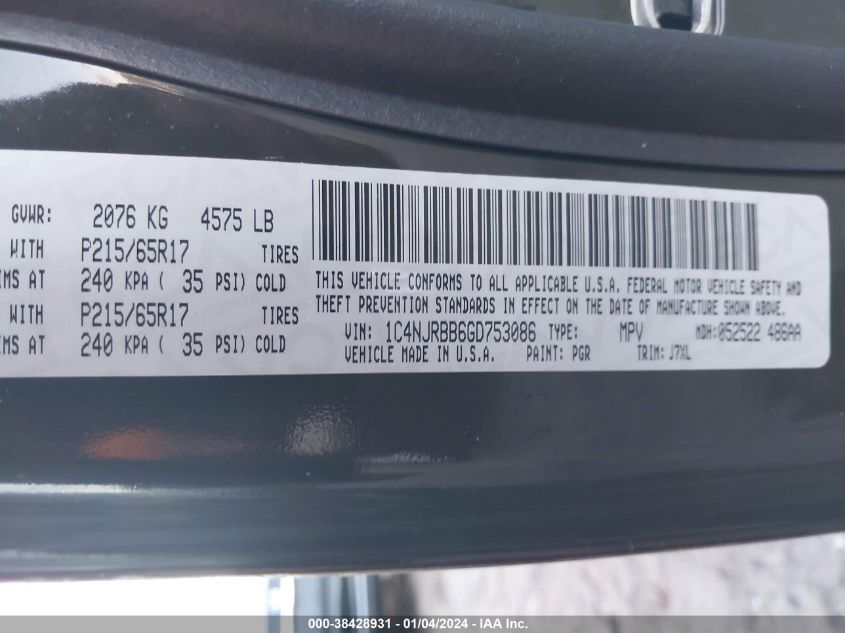 GVWR: 2076 KG 4575 LB
WITH P215/65R17 TIRES
MS AT 240 KPA ( 35 PSI) COLD
WITH P215/65R17 TIRES
MS AT 240 KPA ( 35 PSI) COLD
THIS VEHICLE CONFORMS TO ALL APPLICABLE U.S.A. FEDERAL MOTOR VEHICLE SAFETY AND
THEFT PREVENTION STANDARDS IN EFFECT ON THE DATE OF MANUFACTURE SHOWN ABOVE.
VIN: 1C4NJRBB6GD753086 TYPE: MPV MDH: 052522 486AA
VEHICLE MADE IN U.S.A. PAINT: PGR TRIM: J7XL
000-38428931 - 01/04/2024 - IAA Inc.